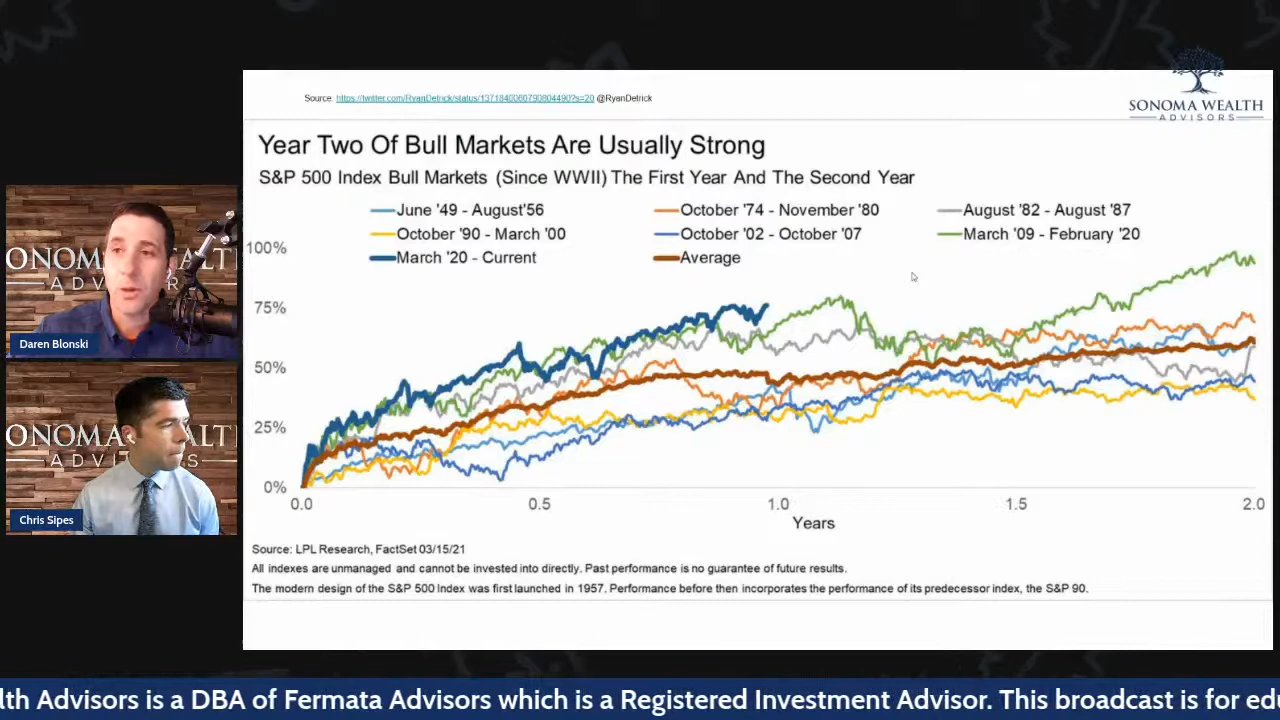 Source: https://twitter.com/RyanDetrick/status/1371840060790804490?s=20 @RyanDetrick
SONOMA WEALTH
ADVISORS
Year Two Of Bull Markets Are Usually Strong
S&P 500 Index Bull Markets (Since WWII) The First Year And The Second Year
June '49 - August'56
October '74 - November '80
August '82 - August '87
October '90 - March '00
October '02 - October '07
March '09 - February '20
March '20 - Current
Average
100%
75%
50%
25%
0%
0.0 0.5 1.0 1.5 2.0
Years
Source: LPL Research, FactSet 03/15/21
All indexes are unmanaged and cannot be invested into directly. Past performance is no guarantee of future results.
The modern design of the S&P 500 Index was first launched in 1957. Performance before then incorporates the performance of its predecessor index, the S&P 90.
Daren Blonski
Chris Sipes
lth Advisors is a DBA of Fermata Advisors which is a Registered Investment Advisor. This broadcast is for edu